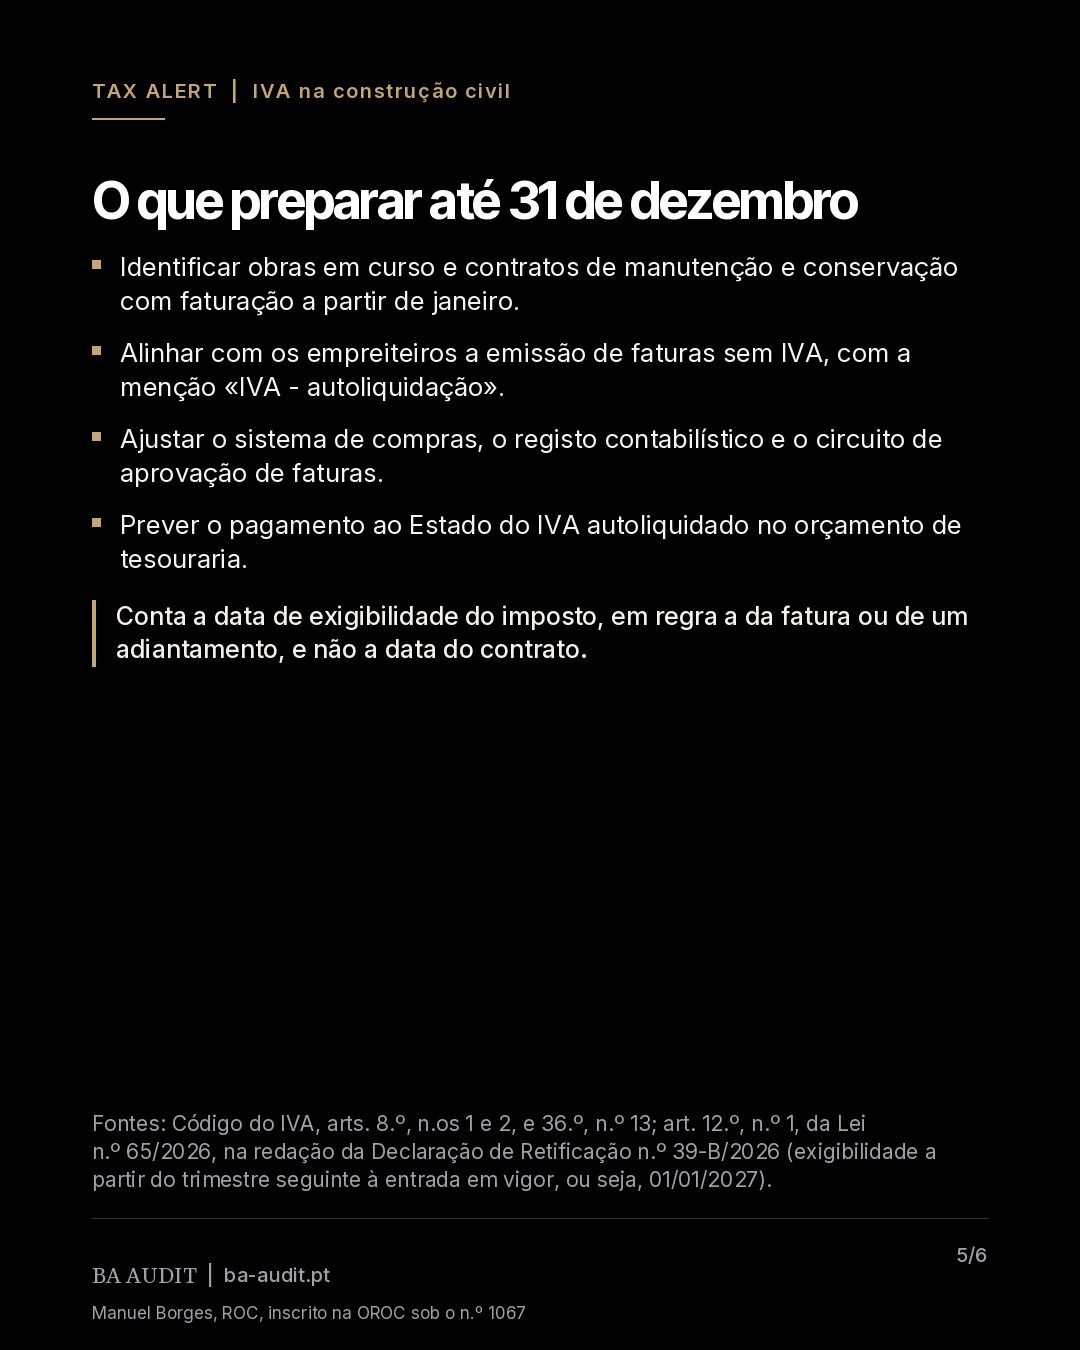 TAX ALERT | IVA na construção civil
O que preparar até 31 de dezembro
Identificar obras em curso e contratos de manutenção e conservação
com faturação a partir de janeiro.
Alinhar com os empreiteiros a emissão de faturas sem IVA, com a
menção «IVA - autoliquidação».
Ajustar o sistema de compras, o registo contabilístico e o circuito de
aprovação de faturas.
Prever o pagamento ao Estado do IVA autoliquidado no orçamento de
tesouraria.
Conta a data de exigibilidade do imposto, em regra a da fatura ou de um
adiantamento, e não a data do contrato.
Fontes: Código do IVA, arts. 8.º, n.os 1 e 2, e 36.º, n.º 13; art. 12.º, n.º 1, da Lei
n.º 65/2026, na redação da Declaração de Retificação n.º 39-B/2026 (exigibilidade a
partir do trimestre seguinte à entrada em vigor, ou seja, 01/01/2027).
5/6
BA AUDIT | ba-audit.pt
Manuel Borges, ROC, inscrito na OROC sob o n.º 1067